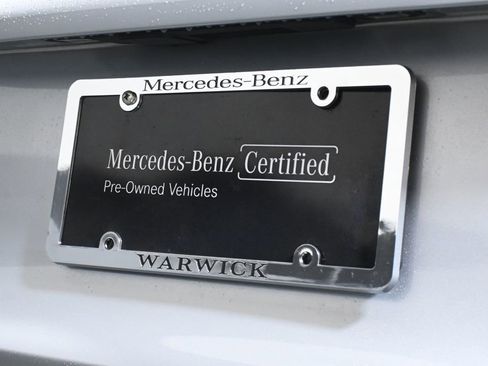 Mercedes-Benz
Mercedes-Benz Certified
Pre-Owned Vehicles
WARWICK